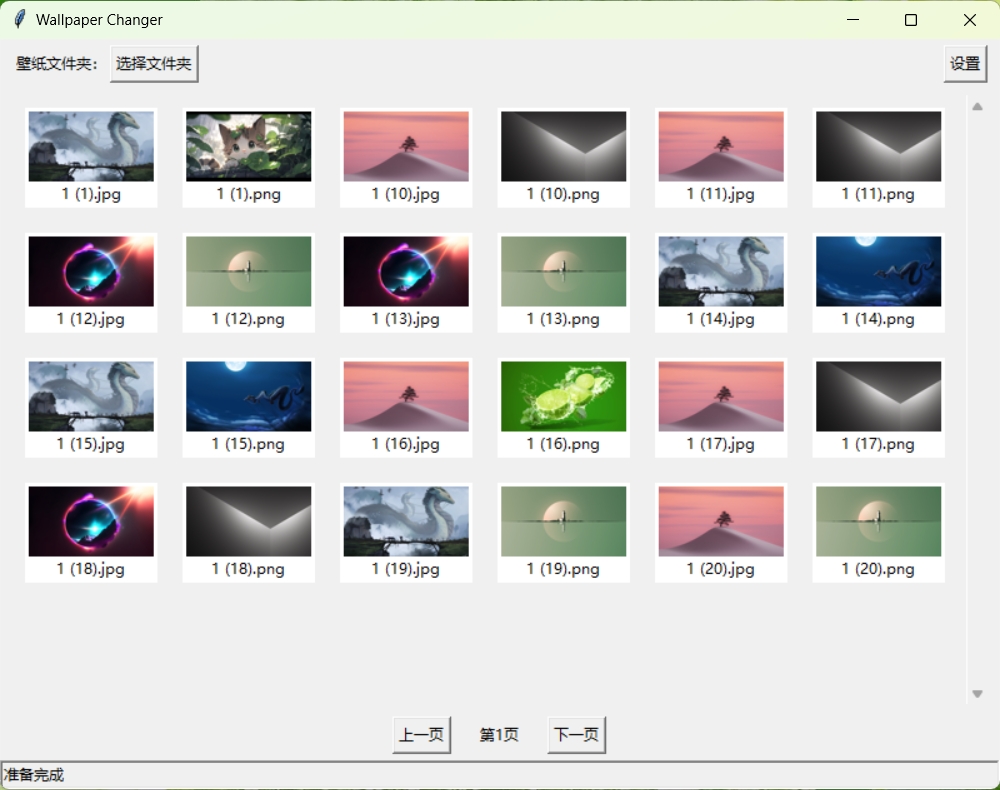 Wallpaper Changer
壁纸文件夹： 选择文件夹 设置
1 (1).jpg 1 (1).png 1 (10).jpg 1 (10).png 1 (11).jpg 1 (11).png
1 (12).jpg 1 (12).png 1 (13).jpg 1 (13).png 1 (14).jpg 1 (14).png
1 (15).jpg 1 (15).png 1 (16).jpg 1 (16).png 1 (17).jpg 1 (17).png
1 (18).jpg 1 (18).png 1 (19).jpg 1 (19).png 1 (20).jpg 1 (20).png
上一页 第1页 下一页
准备完成